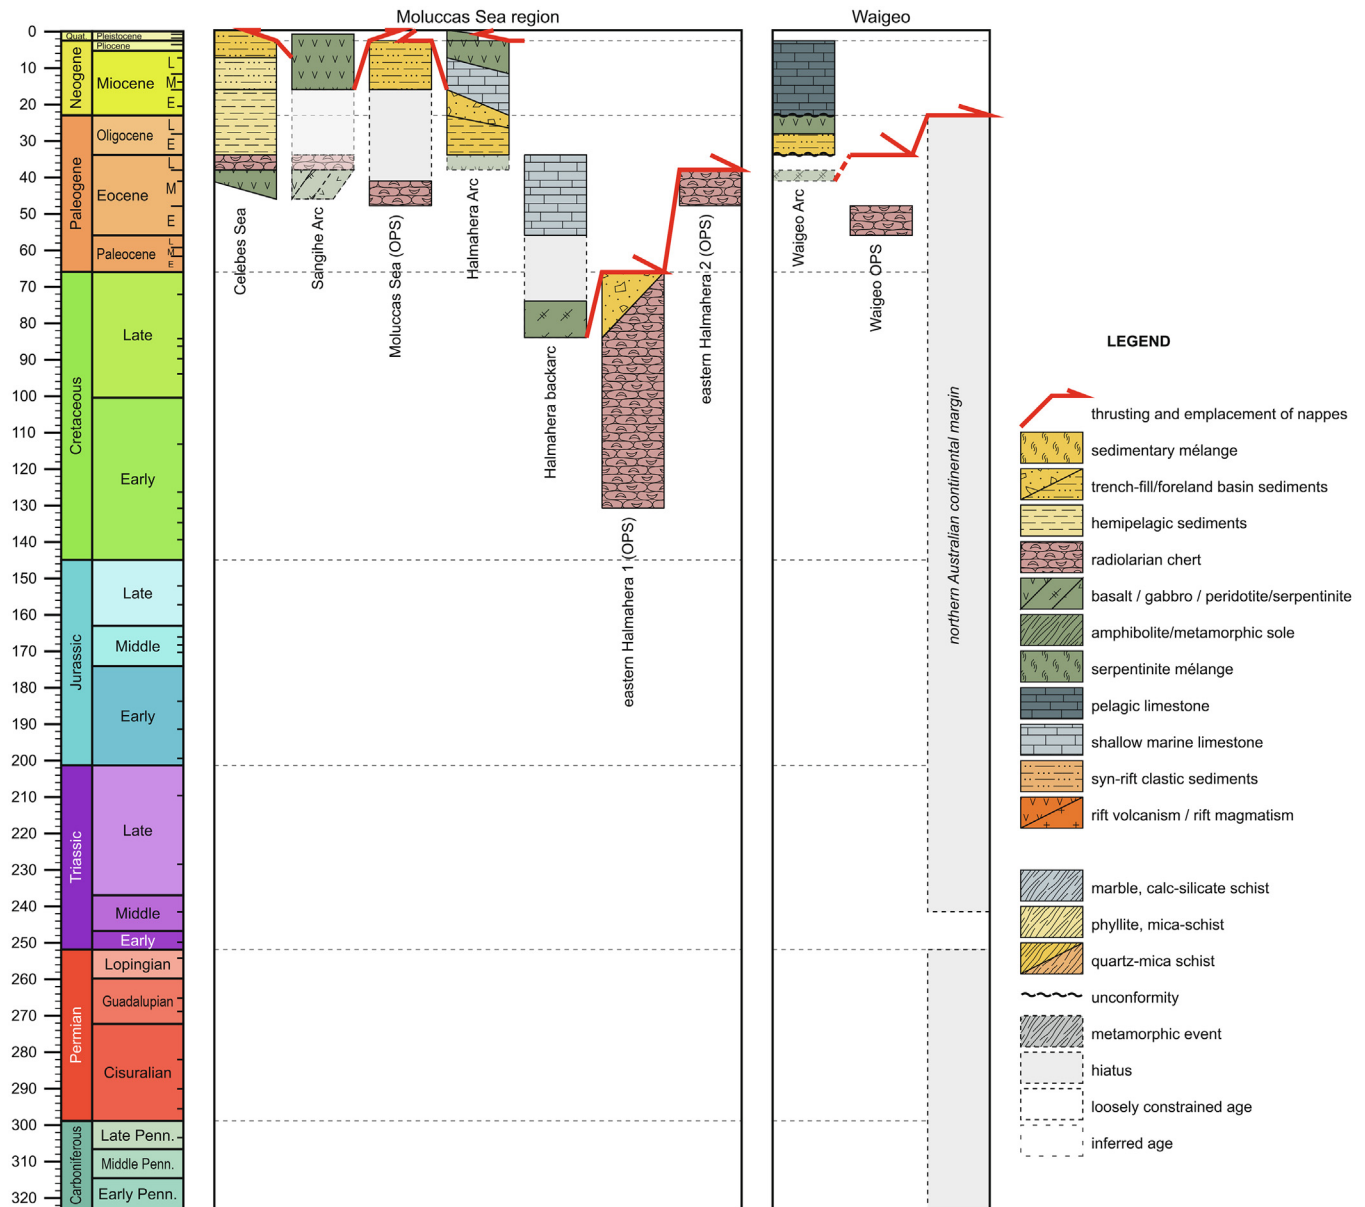 Moluccas Sea region
Waigeo
0
10
20
30
40
50
60
70
80
90
100
110
120
130
140
150
160
170
180
190
200
210
220
230
240
250
260
270
280
290
300
310
320
Quat.
Neogene
Paleogene
Cretaceous
Jurassic
Triassic
Permian
Carboniferous
Pleistocene
Pliocene
Miocene
L
M
E
Oligocene
L
E
Eocene
L
M
E
Paleocene
L
M
E
Late
Early
Late
Middle
Early
Late
Middle
Early
Lopingian
Guadalupian
Cisuralian
Late Penn.
Middle Penn.
Early Penn.
Celebes Sea
Sangihe Arc
Moluccas Sea (OPS)
Halmahera Arc
Halmahera backarc
eastern Halmahera 1 (OPS)
eastern Halmahera 2 (OPS)
Waigeo Arc
Waigeo OPS
northern Australian continental margin
LEGEND
thrusting and emplacement of nappes
sedimentary mélange
trench-fill/foreland basin sediments
hemipelagic sediments
radiolarian chert
basalt / gabbro / peridotite/serpentinite
amphibolite/metamorphic sole
serpentinite mélange
pelagic limestone
shallow marine limestone
syn-rift clastic sediments
rift volcanism / rift magmatism
marble, calc-silicate schist
phyllite, mica-schist
quartz-mica schist
unconformity
metamorphic event
hiatus
loosely constrained age
inferred age